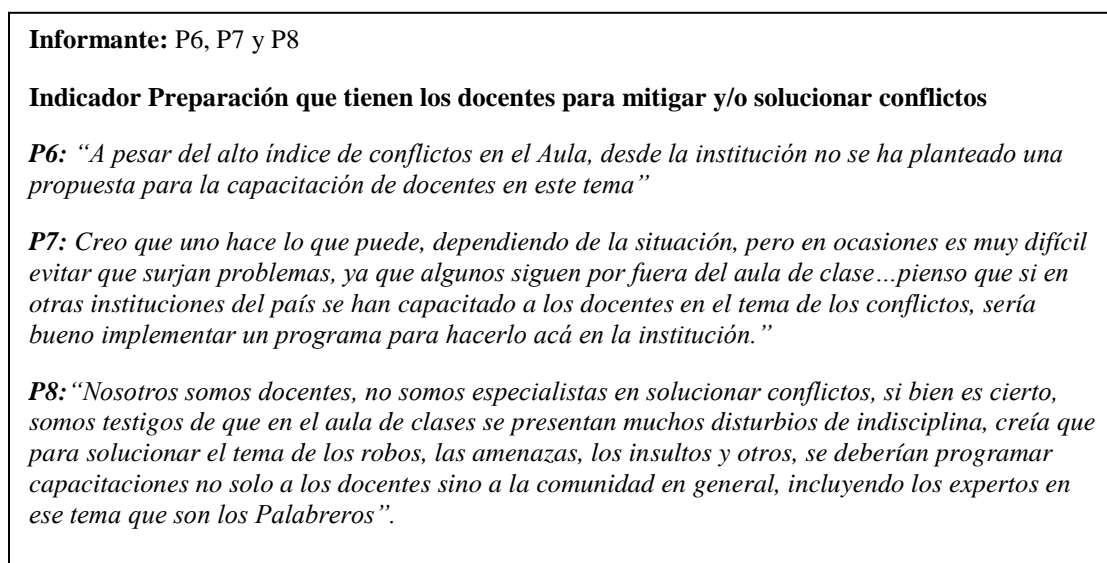 Informante: P6, P7 y P8
Indicador Preparación que tienen los docentes para mitigar y/o solucionar conflictos
P6: “A pesar del alto índice de conflictos en el Aula, desde la institución no se ha planteado una
propuesta para la capacitación de docentes en este tema”
P7: Creo que uno hace lo que puede, dependiendo de la situación, pero en ocasiones es muy difícil
evitar que surjan problemas, ya que algunos siguen por fuera del aula de clase…pienso que si en
otras instituciones del país se han capacitado a los docentes en el tema de los conflictos, sería
bueno implementar un programa para hacerlo acá en la institución.”
P8:“Nosotros somos docentes, no somos especialistas en solucionar conflictos, si bien es cierto,
somos testigos de que en el aula de clases se presentan muchos disturbios de indisciplina, creía que
para solucionar el tema de los robos, las amenazas, los insultos y otros, se deberían programar
capacitaciones no solo a los docentes sino a la comunidad en general, incluyendo los expertos en
ese tema que son los Palabreros”.